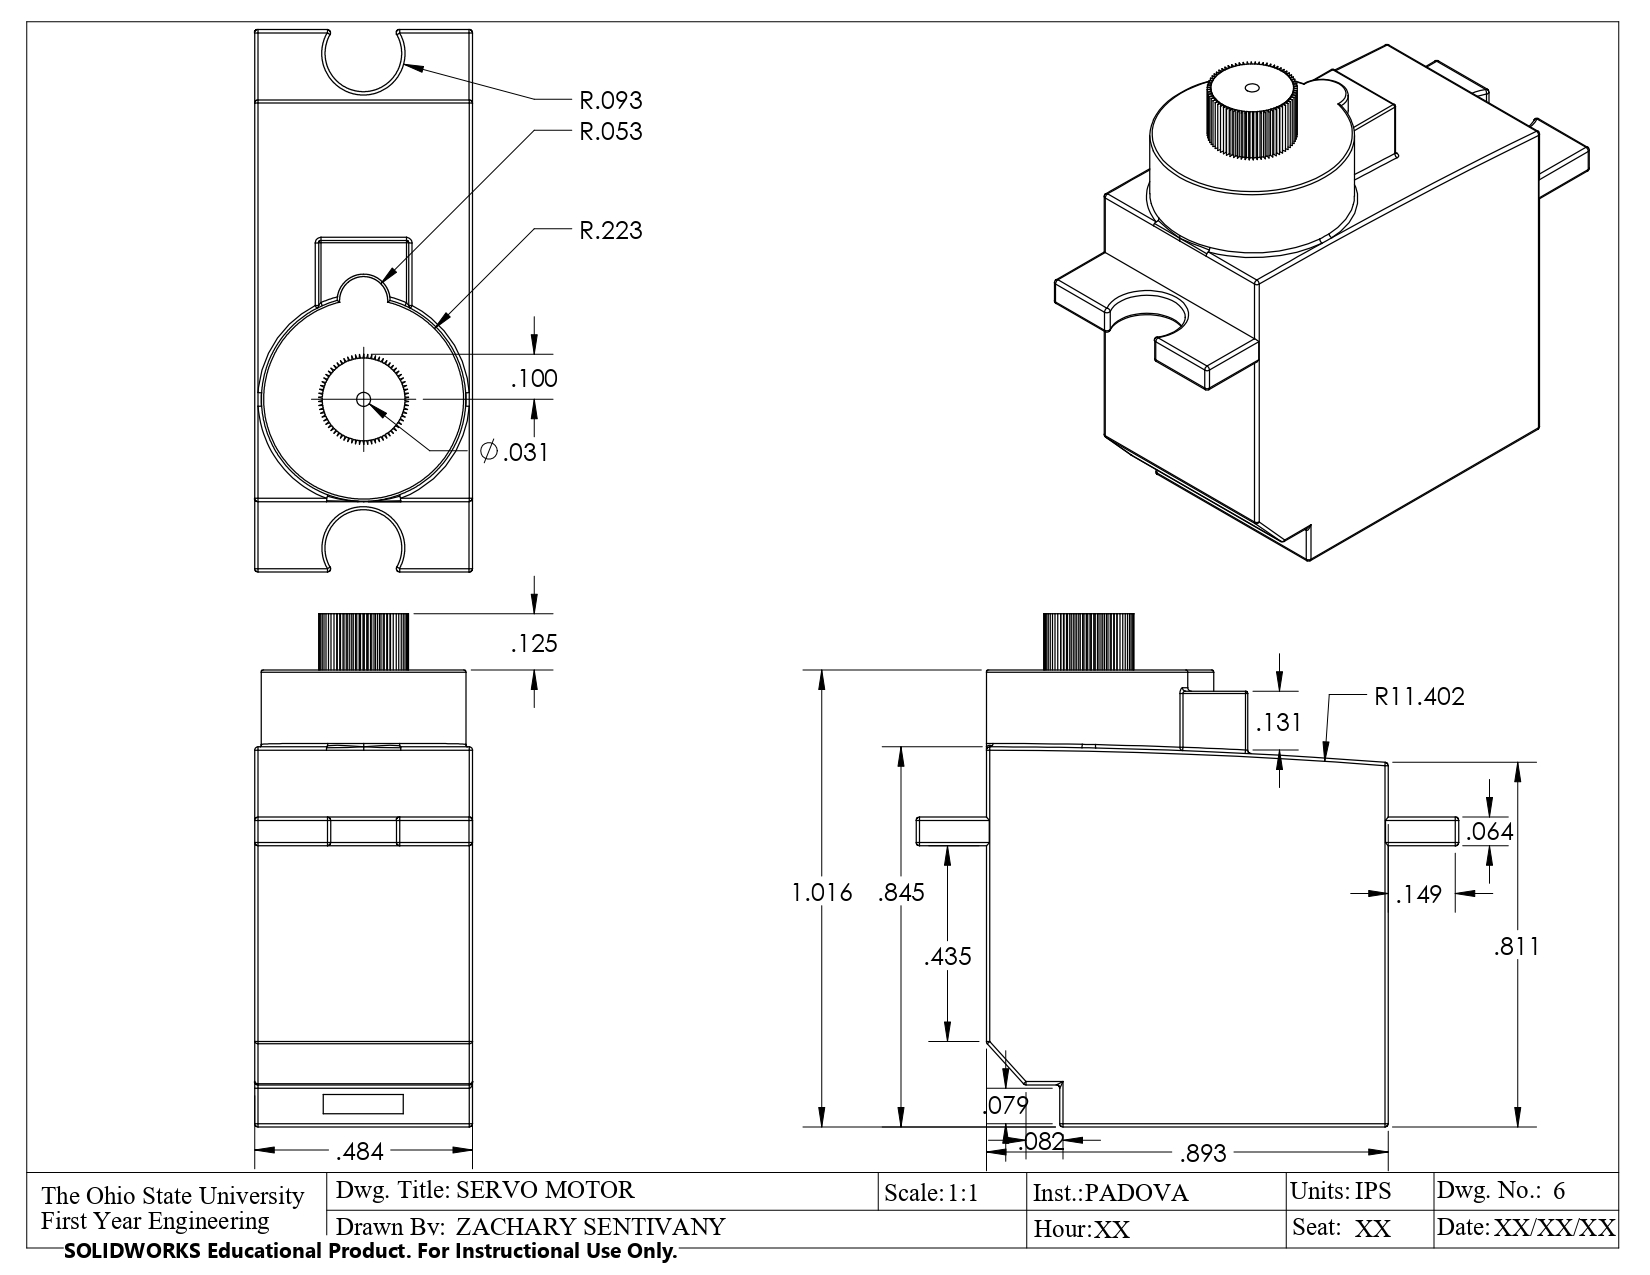 R.093
R.053
R.223
.100
∅.031
.125
.131
R11.402
.064
1.016
.845
.149
.811
.435
.079
.082
.484
.893
The Ohio State University
First Year Engineering
Dwg. Title: SERVO MOTOR
Scale: 1:1
Inst.: PADOVA
Units: IPS
Dwg. No.: 6
Drawn By: ZACHARY SENTIVANY
Hour: XX
Seat: XX
Date: XX/XX/XX
SOLIDWORKS Educational Product. For Instructional Use Only.